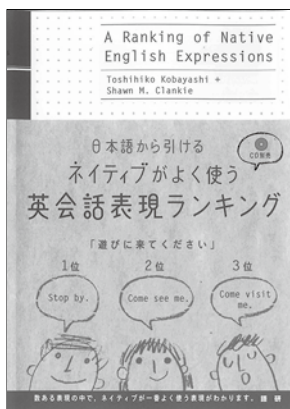 A Ranking of Native
English Expressions
Toshihiko Kobayashi +
Shawn M. Clankie
日本語から引ける
CD別売
ネイティブがよく使う
英会話表現ランキング
「遊びに来てください」
1位
2位
3位
Stop by.
Come see me.
Come visit
me.
数ある表現の中で、ネイティブが一番よく使う表現がわかります。 語研